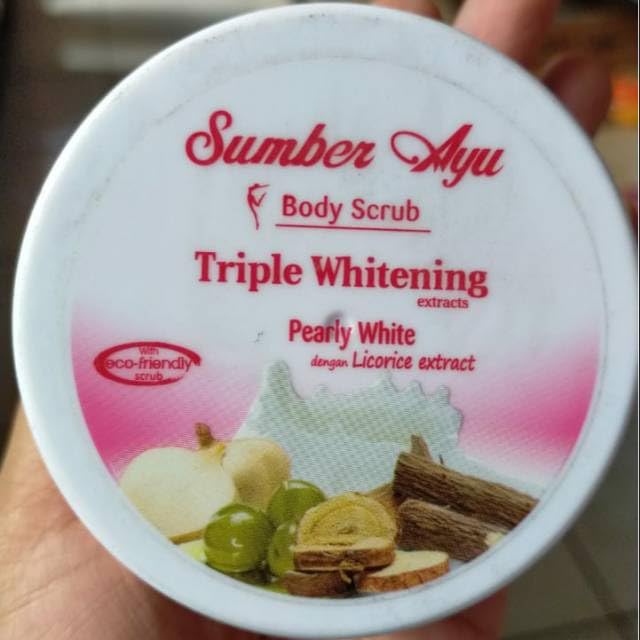 Sumber Ayu
Body Scrub
Triple Whitening
extracts
Pearly White
dengan Licorice extract
with
eco-friendly
scrub